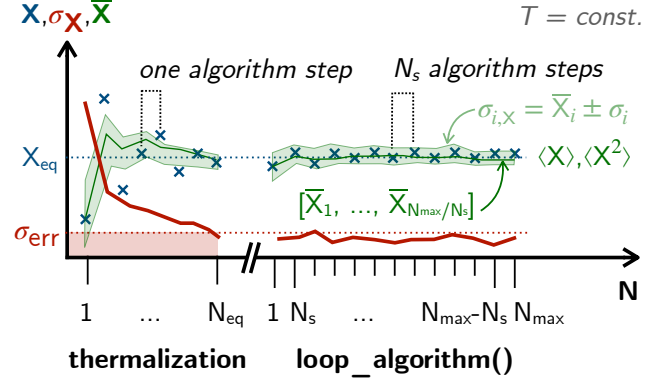 X,σX,X̅
T = const.
one algorithm step
Ns algorithm steps
σi,X = X̅i ± σi
Xeq
⟨X⟩,⟨X²⟩
[X̅1, ..., X̅Nmax/Ns]
σerr
N
1 ... Neq 1 Ns ... Nmax-Ns Nmax
thermalization loop_algorithm()